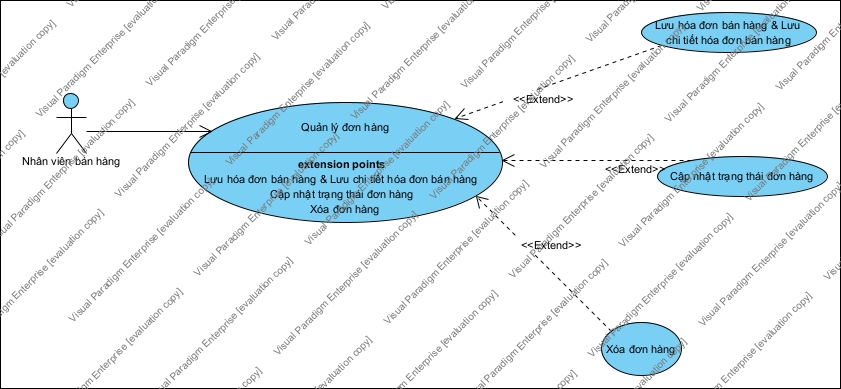 Lưu hóa đơn bán hàng & Lưu
chi tiết hóa đơn bán hàng
<<Extend>>
Nhân viên bán hàng
Quản lý đơn hàng
extension points
Lựu hóa đơn bán hàng & Lưu chi tiết hóa đơn bán hàng
Cập nhật trạng thái đơn hàng
Xóa đơn hàng
<<Extend>>
Cập nhật trạng thái đơn hàng
<<Extend>>
Xóa đơn hàng
Visual Paradigm Enterprise [evaluation copy]